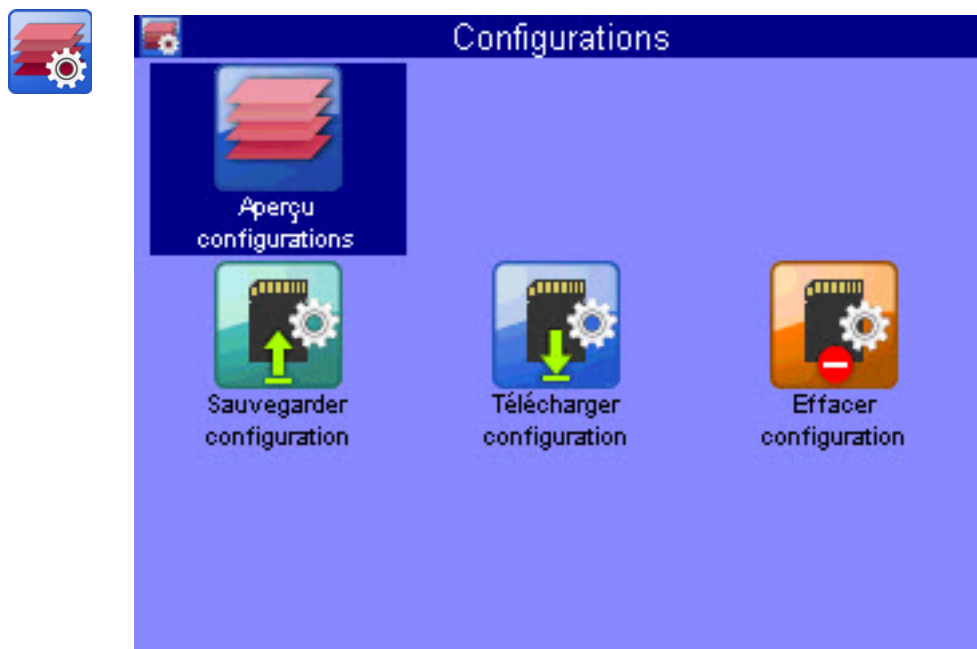 Configurations
Aperçu
configurations
Sauvegarder
configuration
Télécharger
configuration
Effacer
configuration